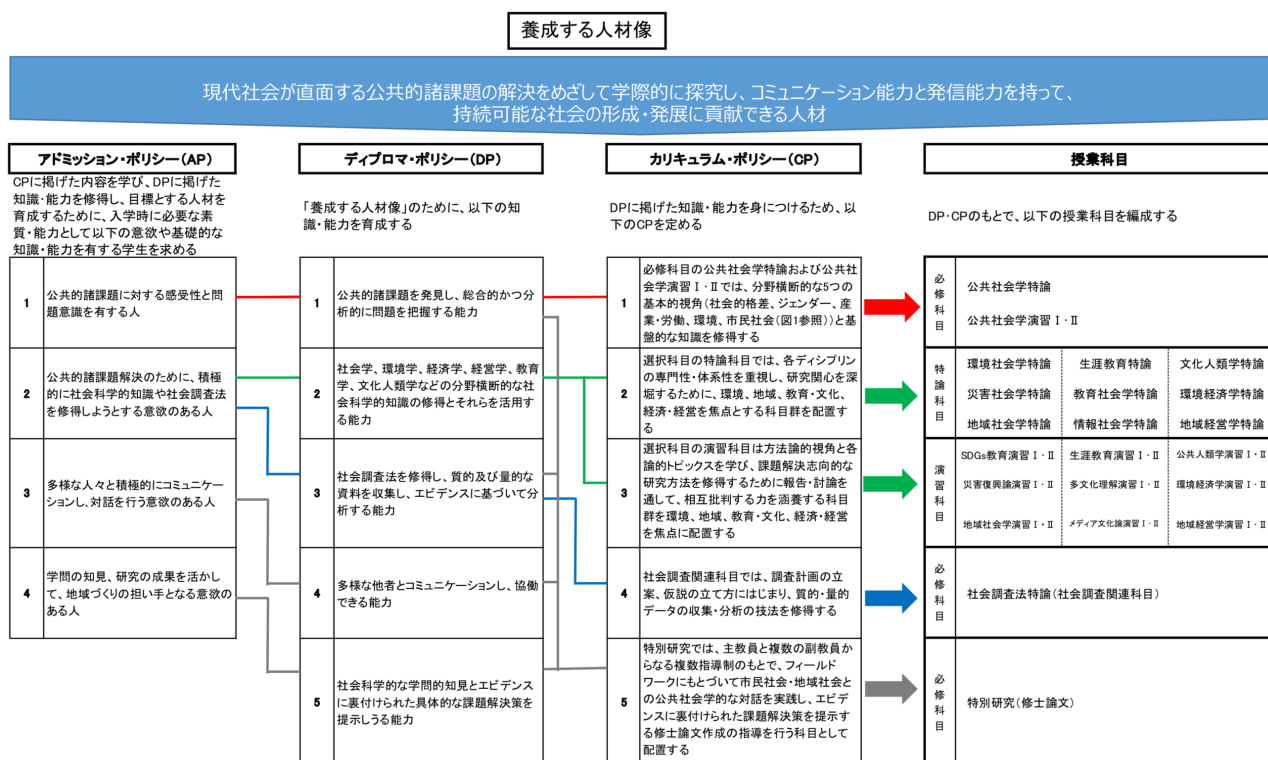 養成する人材像
現代社会が直面する公共的諸課題の解決をめざして学際的に探究し、コミュニケーション能力と発信能力を持って、
持続可能な社会の形成・発展に貢献できる人材
アドミッション・ポリシー(AP)
CPに掲げた内容を学び、DPに掲げた
知識・能力を修得し、目標とする人材を
育成するために、入学時に必要な素
質・能力として以下の意欲や基礎的な
知識・能力を有する学生を求める
1
公共的諸課題に対する感受性と問
題意識を有する人
2
公共的諸課題解決のために、積極
的に社会科学的知識や社会調査法
を修得しようとする意欲のある人
3
多様な人々と積極的にコミュニケー
ションし、対話を行う意欲のある人
4
学問の知見、研究の成果を活かし
て、地域づくりの担い手となる意欲の
ある人
ディプロマ・ポリシー(DP)
「養成する人材像」のために、以下の知
識・能力を育成する
1
公共的諸課題を発見し、総合的かつ分
析的に問題を把握する能力
2
社会学、環境学、経済学、経営学、教育
学、文化人類学などの分野横断的な社
会科学的知識の修得とそれらを活用す
る能力
3
社会調査法を修得し、質的及び量的な
資料を収集し、エビデンスに基づいて分
析する能力
4
多様な他者とコミュニケーションし、協働
できる能力
5
社会科学的な学問的知見とエビデンス
に裏付けられた具体的な課題解決策を
提示しうる能力
カリキュラム・ポリシー(CP)
DPに掲げた知識・能力を身につけるため、以
下のCPを定める
1
必修科目の公共社会学特論および公共社
会学演習Ⅰ・Ⅱでは、分野横断的な5つの
基本的視角(社会的格差、ジェンダー、産
業・労働、環境、市民社会(図1参照))と基
盤的な知識を修得する
2
選択科目の特論科目では、各ディシプリン
の専門性・体系性を重視し、研究関心を深
堀するために、環境、地域、教育・文化、
経済・経営を焦点とする科目群を配置す
る
3
選択科目の演習科目は方法論的視角と各
論的トピックスを学び、課題解決志向的な
研究方法を修得するために報告・討論を
通して、相互批判する力を涵養する科目
群を環境、地域、教育・文化、経済・経営
を焦点に配置する
4
社会調査関連科目では、調査計画の立
案、仮説の立て方にはじまり、質的・量的
データの収集・分析の技法を修得する
5
特別研究では、主教員と複数の副教員か
らなる複数指導制のもとで、フィールド
ワークにもとづいて市民社会・地域社会と
の公共社会学的な対話を実践し、エビデ
ンスに裏付けられた課題解決策を提示す
る修士論文作成の指導を行う科目として
配置する
授業科目
DP・CPのもとで、以下の授業科目を編成する
必修科目
公共社会学特論
公共社会学演習Ⅰ・Ⅱ
特論科目
環境社会学特論 生涯教育特論 文化人類学特論
災害社会学特論 教育社会学特論 環境経済学特論
地域社会学特論 情報社会学特論 地域経営学特論
演習科目
SDGs教育演習Ⅰ・Ⅱ 生涯教育演習Ⅰ・Ⅱ 公共人類学演習Ⅰ・Ⅱ
災害復興論演習Ⅰ・Ⅱ 多文化理解演習Ⅰ・Ⅱ 環境経済学演習Ⅰ・Ⅱ
地域社会学演習Ⅰ・Ⅱ メディア文化論演習Ⅰ・Ⅱ 地域経営学演習Ⅰ・Ⅱ
必修科目
社会調査法特論(社会調査関連科目)
必修科目
特別研究(修士論文)